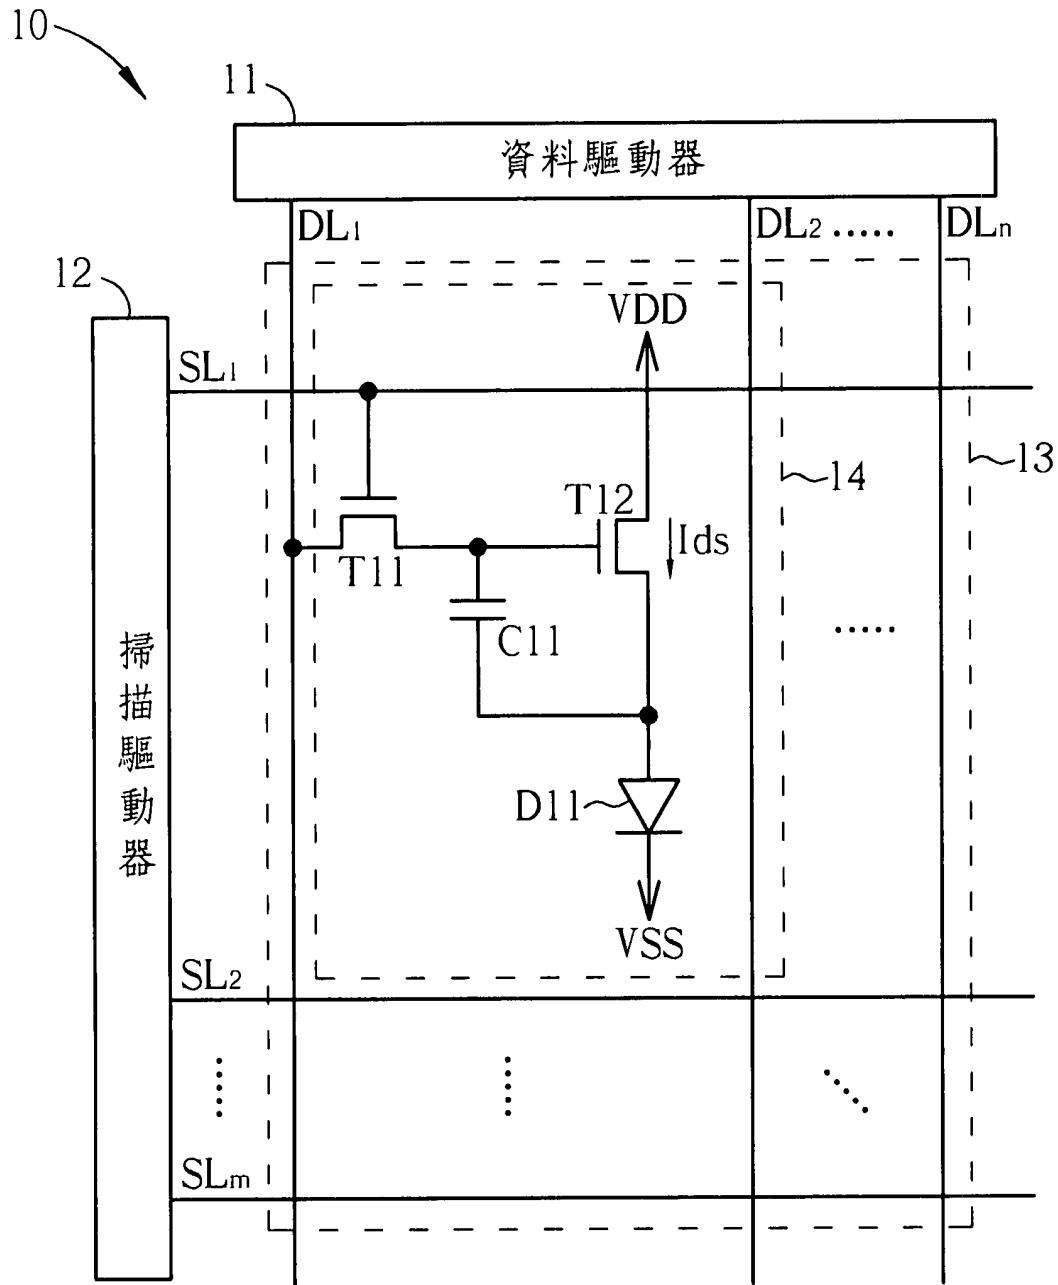 10
11
資料驅動器
DL1
DL2 .....
DLn
12
VDD
SL1
13
14
T12
Ids
T11
C11
.....
掃描驅動器
D11
VSS
SL2
SLm